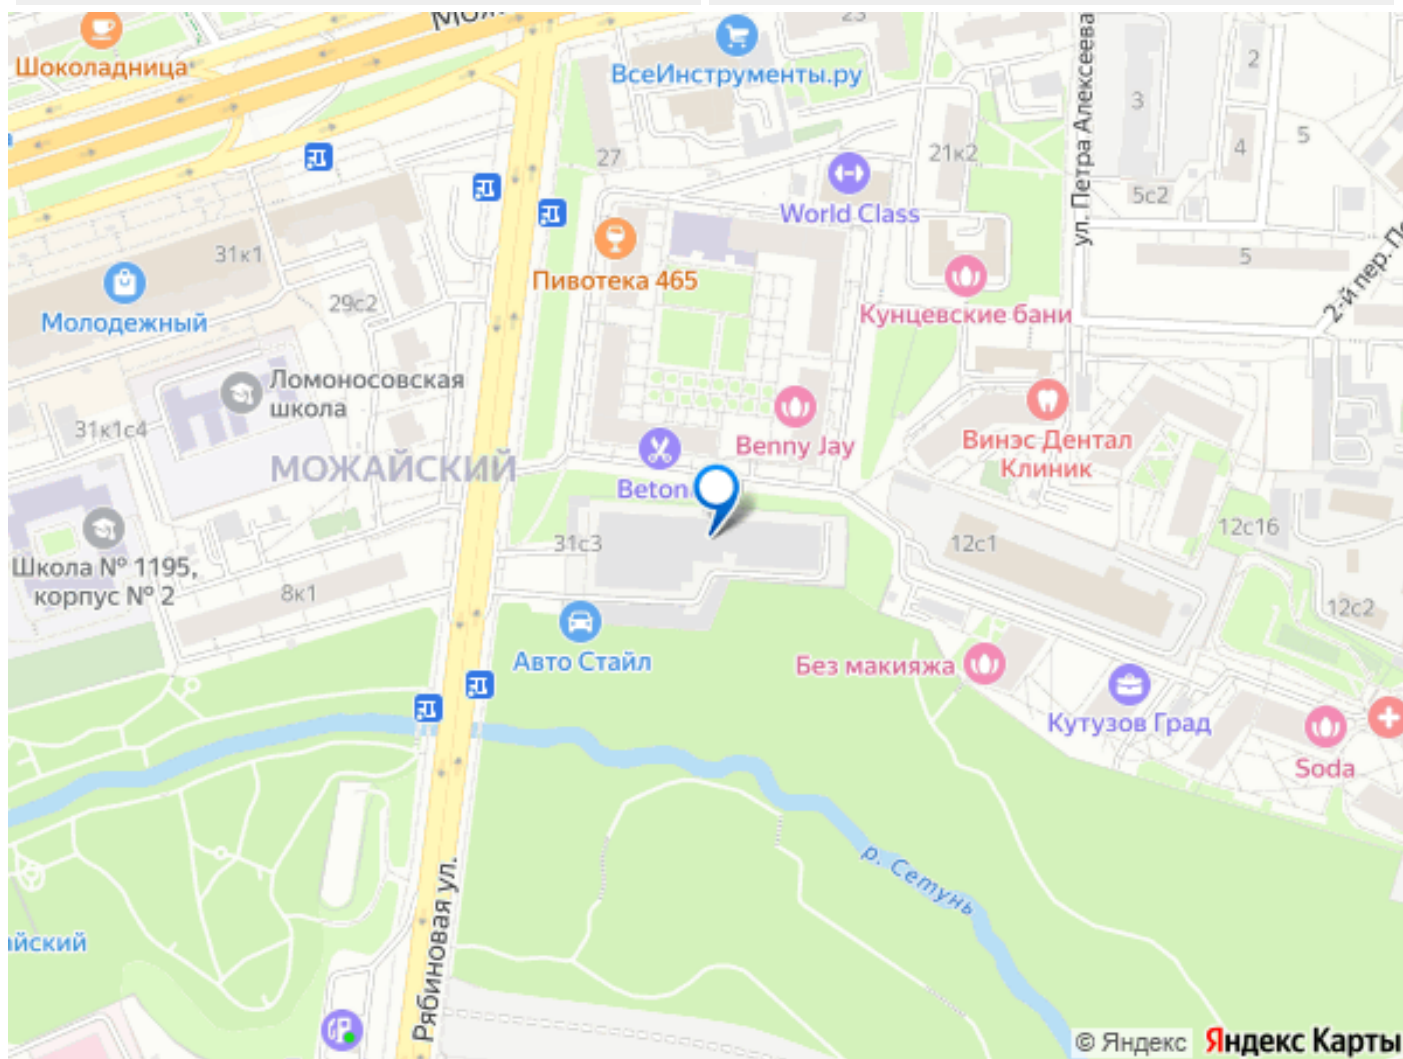 Шоколадница
ВсеИнструменты.ру
23
2
3
4
5
ул. Петра Алексеева
27
21к2
5с2
World Class
31к1
Пивотека 465
5
2-й пер.
Молодежный
29с2
Кунцевские бани
Ломоносовская
школа
31к1с4
Benny Jay
Винэс Дентал
Клиник
МОЖАЙСКИЙ
Beton
31с3
12с1
12с16
Школа № 1195,
корпус № 2
8к1
12с2
Авто Стайл
Без макияжа
Кутузов Град
Soda
р. Сетунь
Рябиновая ул.
айский
© Яндекс Яндекс Карты